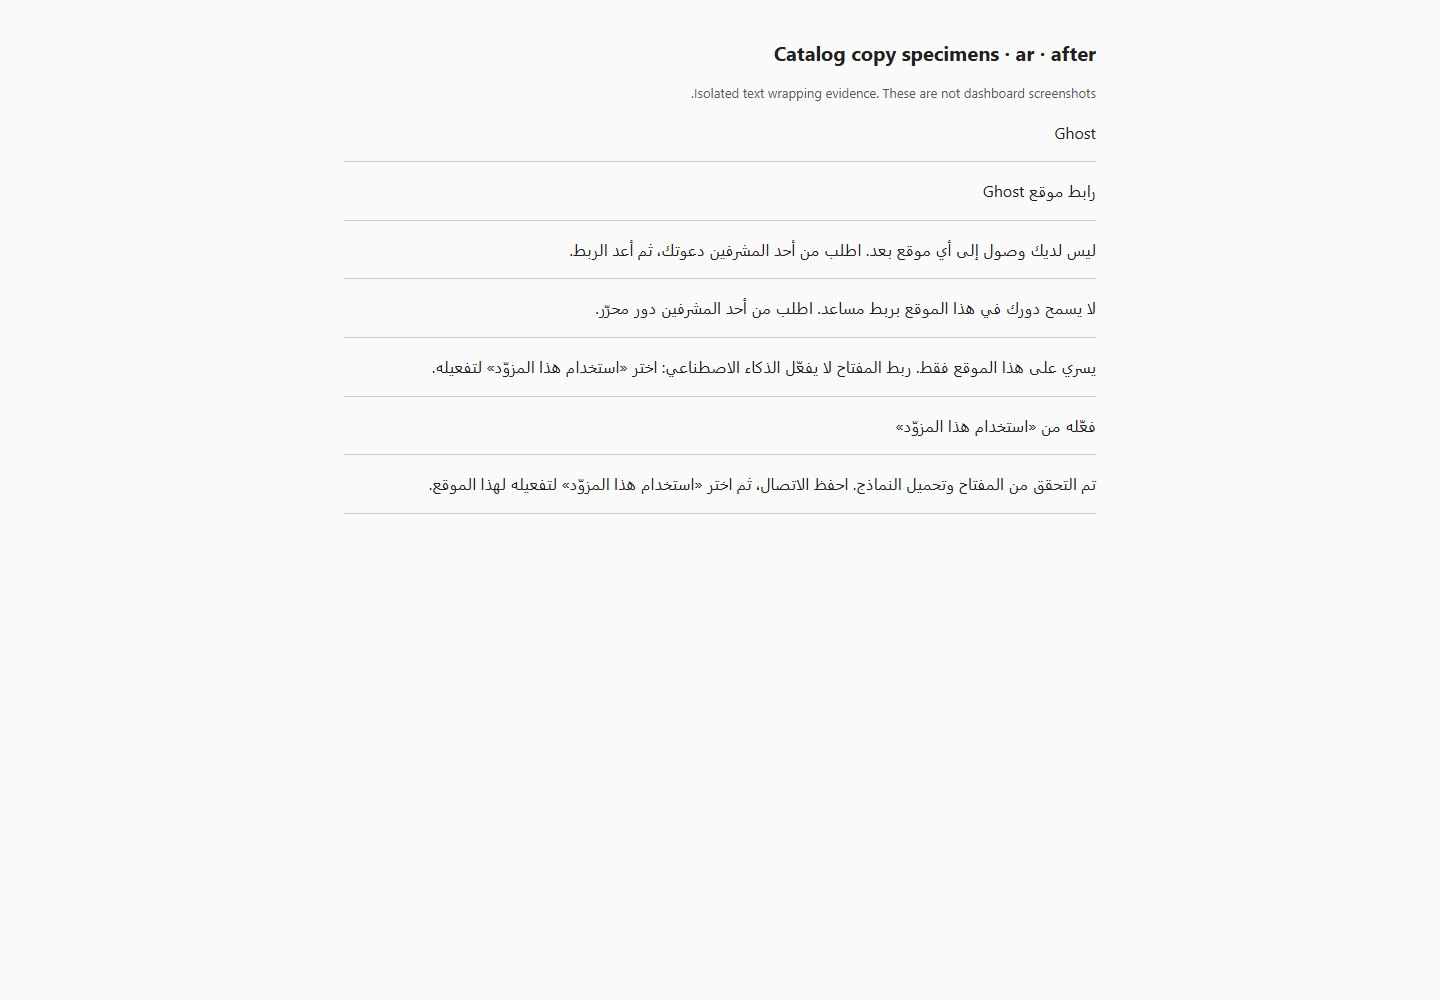 Catalog copy specimens · ar · after
Isolated text wrapping evidence. These are not dashboard screenshots.
Ghost
رابط موقع Ghost
ليس لديك وصول إلى أي موقع بعد. اطلب من أحد المشرفين دعوتك، ثم أعد الربط.
لا يسمح دورك في هذا الموقع بربط مساعد. اطلب من أحد المشرفين دور محرّر.
يسري على هذا الموقع فقط. ربط المفتاح لا يفعّل الذكاء الاصطناعي: اختر «استخدام هذا المزوّد» لتفعيله.
فعّله من «استخدام هذا المزوّد»
تم التحقق من المفتاح وتحميل النماذج. احفظ الاتصال، ثم اختر «استخدام هذا المزوّد» لتفعيله لهذا الموقع.